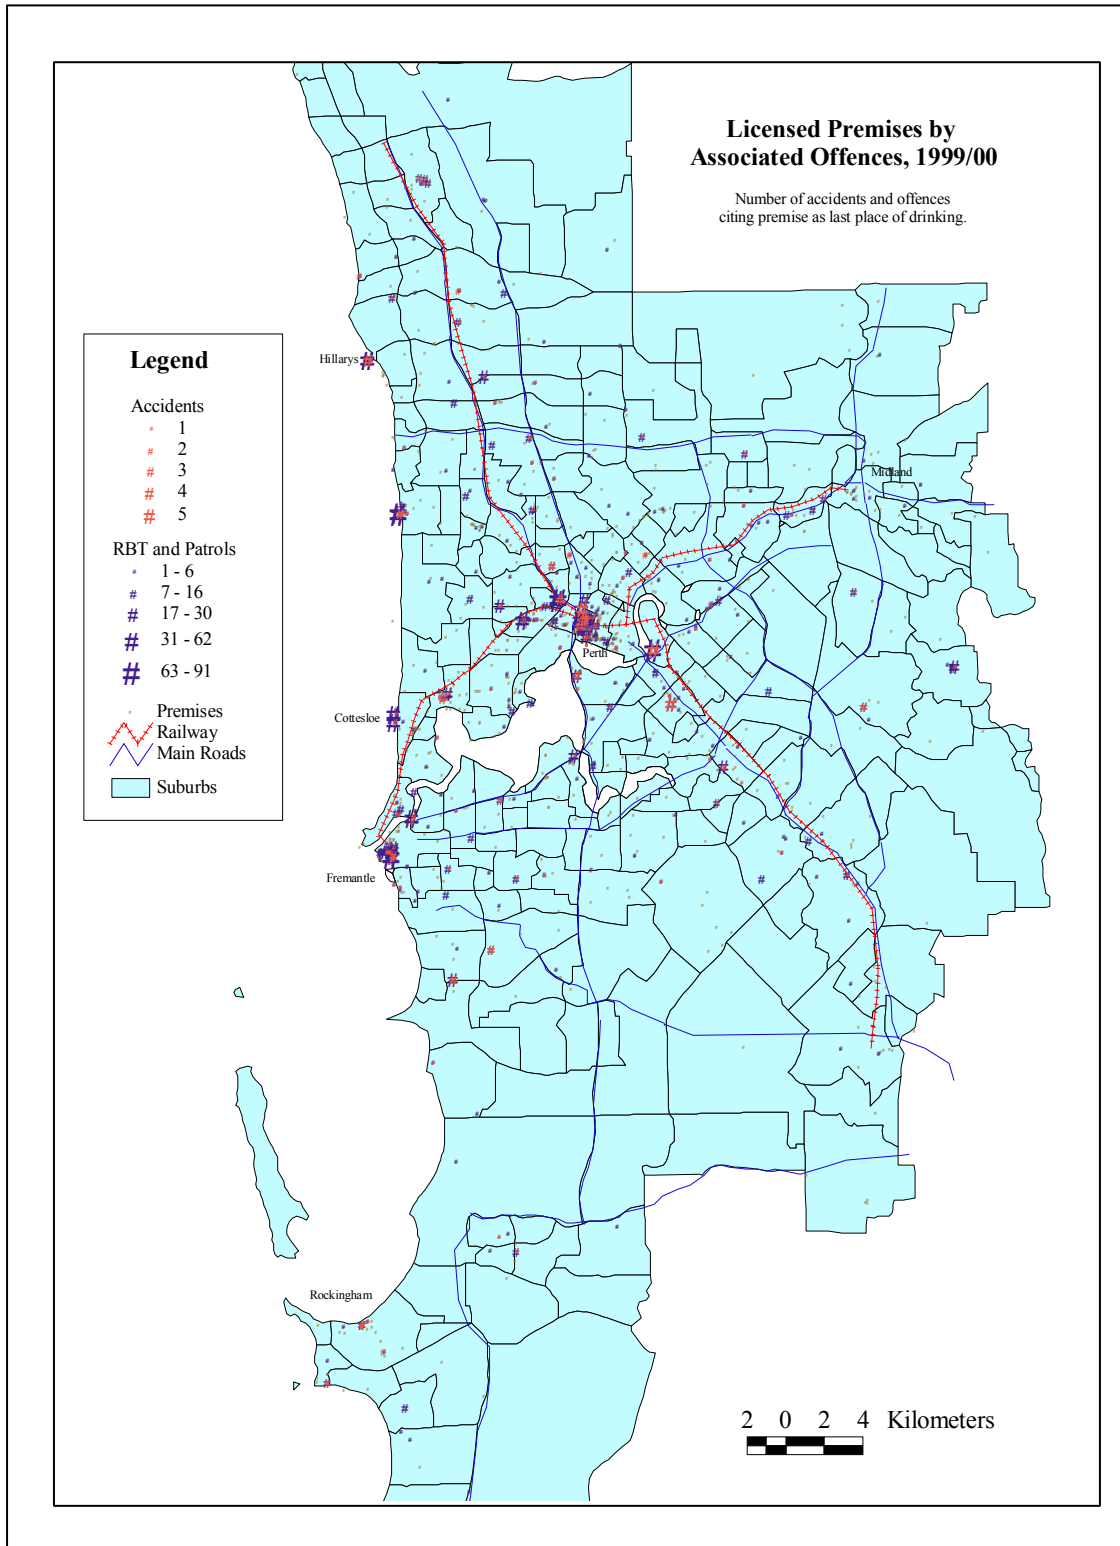 Licensed Premises by
Associated Offences, 1999/00
Number of accidents and offences
citing premise as last place of drinking.
Legend
Accidents
1
2
3
4
5
RBT and Patrols
1 - 6
7 - 16
17 - 30
31 - 62
63 - 91
Premises
Railway
Main Roads
Suburbs
Hillarys
Midland
Perth
Cottesloe
Fremantle
Rockingham
2 0 2 4 Kilometers